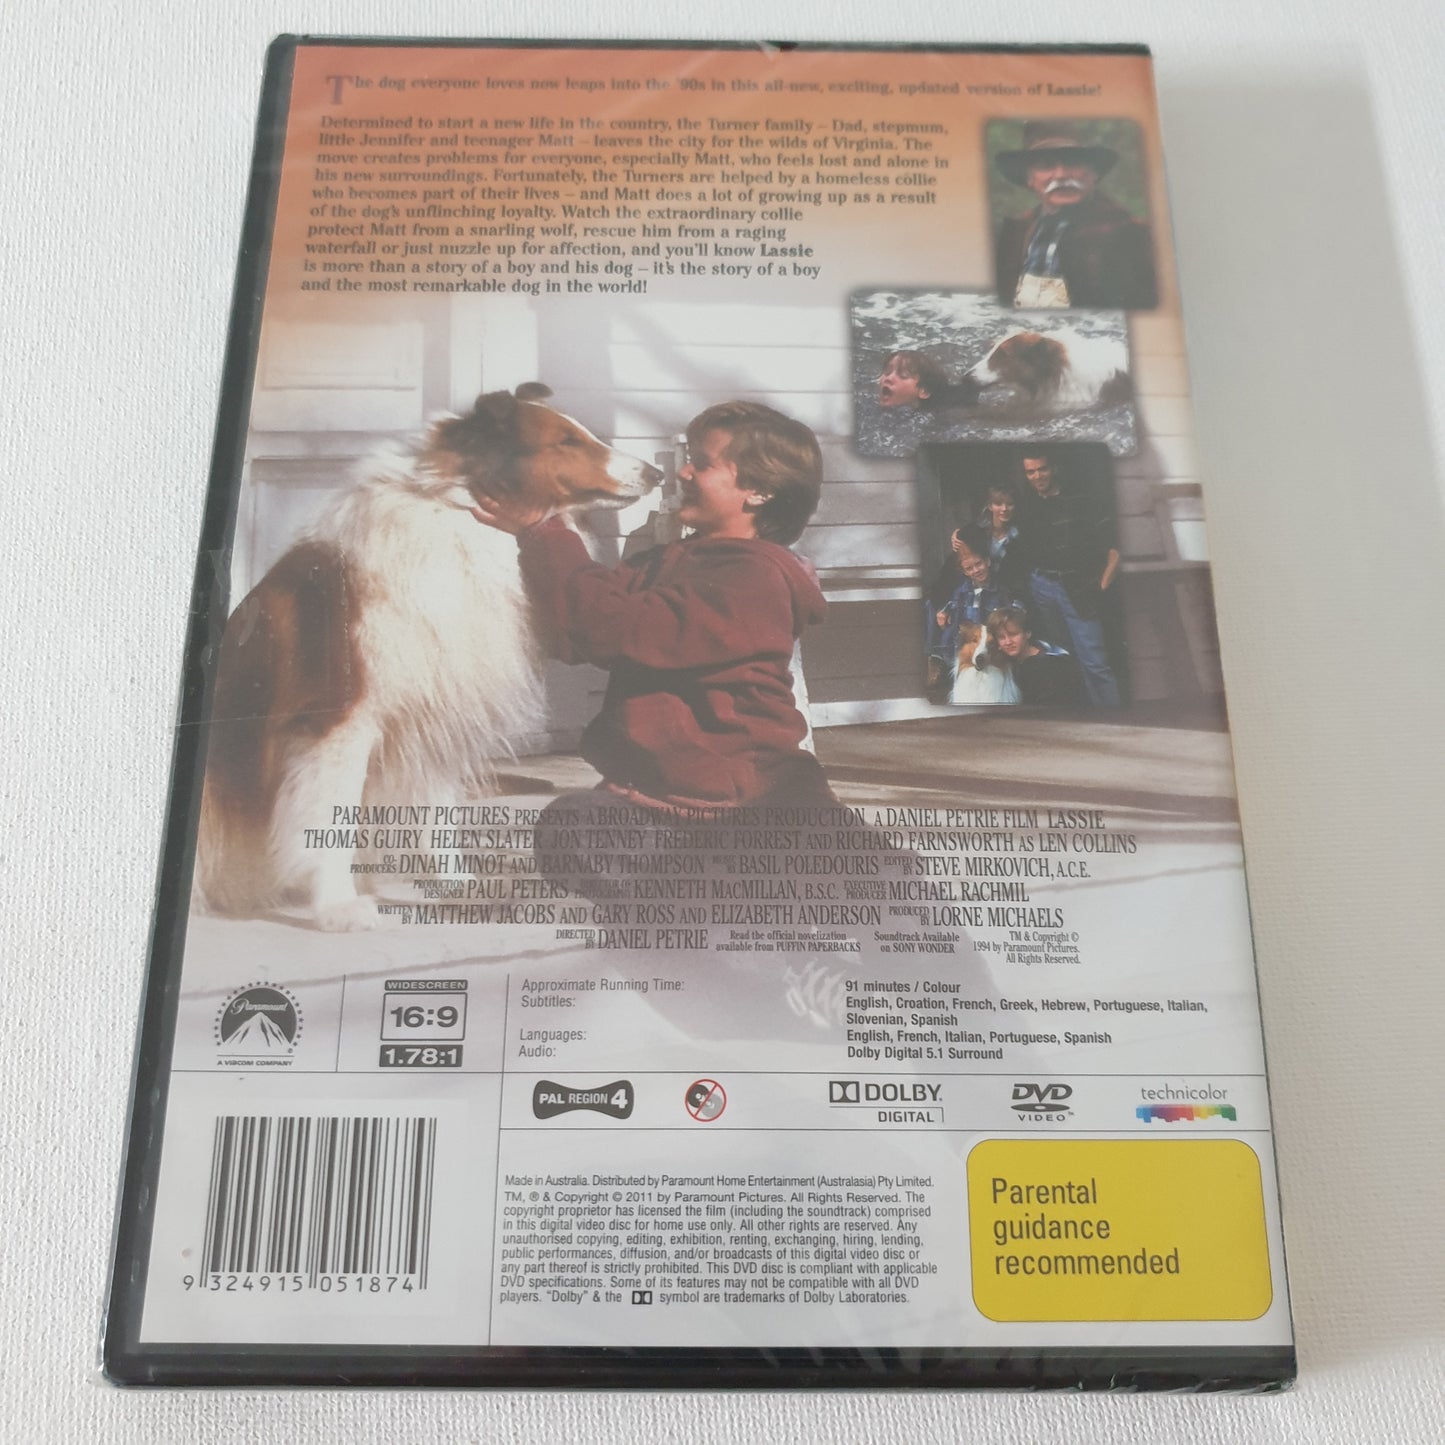 The dog everyone loves now leaps into the '90s in this all-new, exciting, updated version of Lassie!
Determined to start a new life in the country, the Turner family – Dad, stepmum,
little Jennifer and teenager Matt – leaves the city for the wilds of Virginia. The
move creates problems for everyone, especially Matt, who feels lost and alone in
his new surroundings. Fortunately, the Turners are helped by a homeless collie
who becomes part of their lives – and Matt does a lot of growing up as a result
of the dog's unflinching loyalty. Watch the extraordinary collie
protect Matt from a snarling wolf, rescue him from a raging
waterfall or just nuzzle up for affection, and you'll know Lassie
is more than a story of a boy and his dog – it's the story of a boy
and the most remarkable dog in the world!
PARAMOUNT PICTURES PRESENTS A BROADWAY PICTURES PRODUCTION A DANIEL PETRIE FILM LASSIE
THOMAS GUIRY HELEN SLATER JON TENNEY FREDERIC FORREST AND RICHARD FARNSWORTH AS LEN COLLINS
CO-PRODUCERS DINAH MINOT AND BARNABY THOMPSON MUSIC BY BASIL POLEDOURIS EDITED BY STEVE MIRKOVICH, A.C.E.
PRODUCTION DESIGNER PAUL PETERS DIRECTOR OF PHOTOGRAPHY KENNETH MACMILLAN, B.S.C. EXECUTIVE PRODUCER MICHAEL RACHMIL
WRITTEN BY MATTHEW JACOBS AND GARY ROSS AND ELIZABETH ANDERSON PRODUCED BY LORNE MICHAELS
DIRECTED BY DANIEL PETRIE Read the official novelization available from PUFFIN PAPERBACKS Soundtrack Available on SONY WONDER TM & Copyright © 1994 by Paramount Pictures. All Rights Reserved.
Paramount
A VIACOM COMPANY
WIDESCREEN
16:9
1.78:1
Approximate Running Time: 91 minutes / Colour
Subtitles: English, Croation, French, Greek, Hebrew, Portuguese, Italian,
Slovenian, Spanish
Languages: English, French, Italian, Portuguese, Spanish
Audio: Dolby Digital 5.1 Surround
PAL REGION 4
DOLBY
DIGITAL
DVD
VIDEO™
technicolor
Made in Australia. Distributed by Paramount Home Entertainment (Australasia) Pty Limited.
TM, ® & Copyright © 2011 by Paramount Pictures. All Rights Reserved. The
copyright proprietor has licensed the film (including the soundtrack) comprised
in this digital video disc for home use only. All other rights are reserved. Any
unauthorised copying, editing, exhibition, renting, exchanging, hiring, lending,
public performances, diffusion, and/or broadcasts of this digital video disc or
any part thereof is strictly prohibited. This DVD disc is compliant with applicable
DVD specifications. Some of its features may not be compatible with all DVD
players. "Dolby" & the symbol are trademarks of Dolby Laboratories.
Parental
guidance
recommended
9 324915 051874